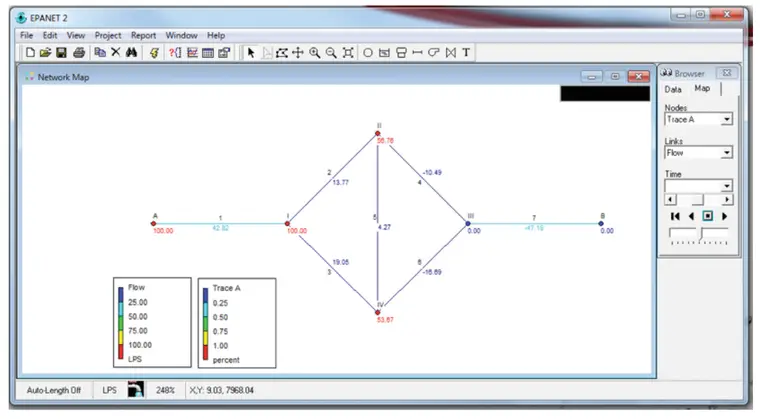 EPANET 2
File Edit View Project Report Window Help
T
Network Map
II
56.78
2
13.77
-10.49
4
A
1
I
5
III
7
B
100.00
42.82
100.00
4.27
0.00
-47.18
0.00
19.05
3
6
-16.69
IV
53.67
Flow
25.00
50.00
75.00
100.00
LPS
Trace A
0.25
0.50
0.75
1.00
percent
Browser
Data Map
Nodes
Trace A
Links
Flow
Time
Auto-Length Off LPS 248% X,Y: 9.03, 7968.04